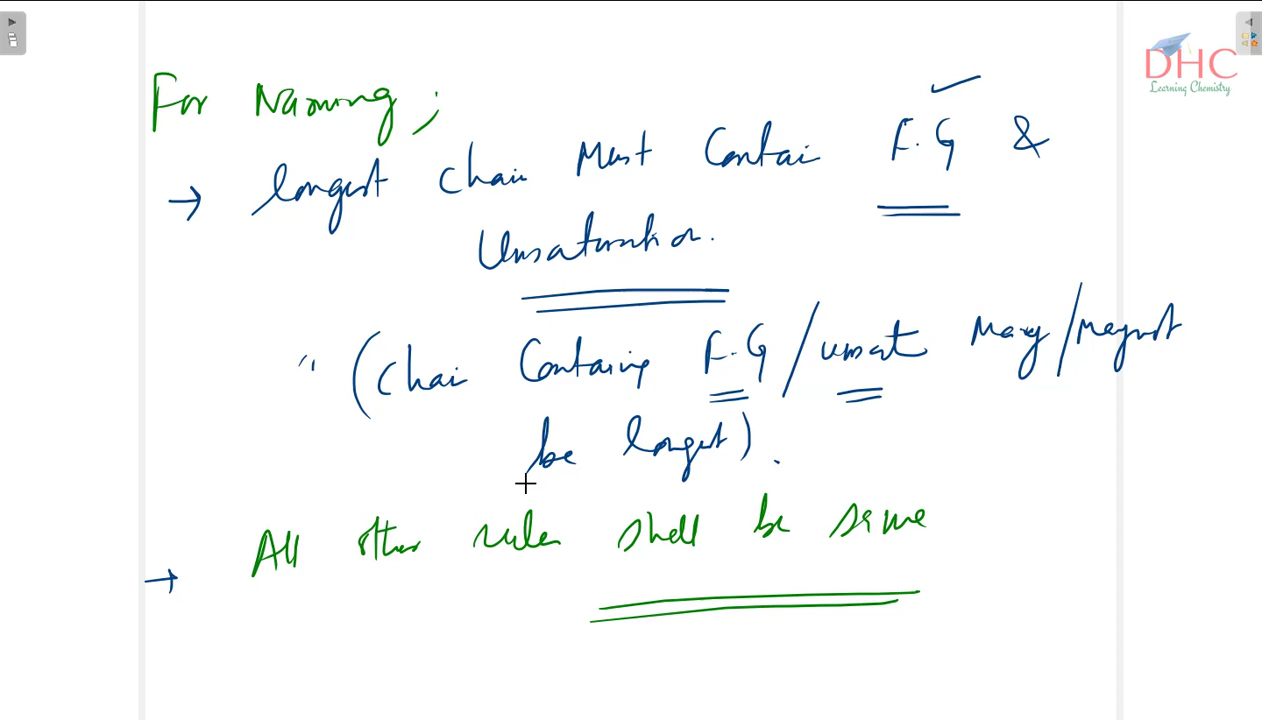 DHC
Learning Chemistry
For Naming;
→ longest chain Must Contain F.G &
Unsaturation.
" (Chain Containing F.G/unsat May/may not
be longest).
→ All other rules shall be same